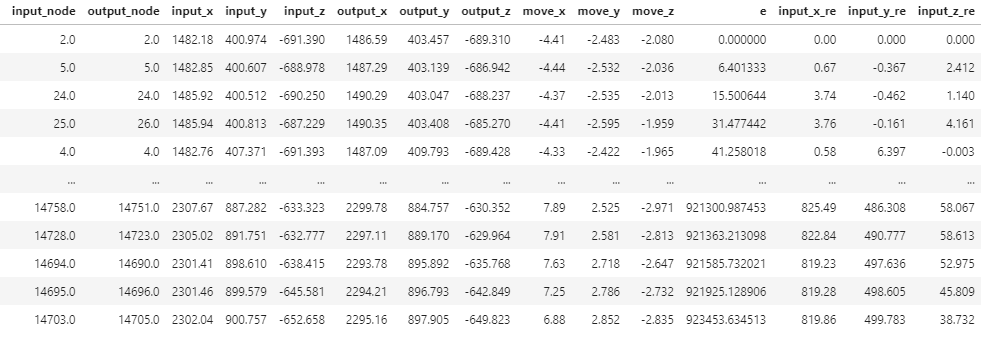 input_node output_node input_x input_y input_z output_x output_y output_z move_x move_y move_z e input_x_re input_y_re input_z_re
2.0 2.0 1482.18 400.974 -691.390 1486.59 403.457 -689.310 -4.41 -2.483 -2.080 0.000000 0.00 0.000 0.000
5.0 5.0 1482.85 400.607 -688.978 1487.29 403.139 -686.942 -4.44 -2.532 -2.036 6.401333 0.67 -0.367 2.412
24.0 24.0 1485.92 400.512 -690.250 1490.29 403.047 -688.237 -4.37 -2.535 -2.013 15.500644 3.74 -0.462 1.140
25.0 26.0 1485.94 400.813 -687.229 1490.35 403.408 -685.270 -4.41 -2.595 -1.959 31.477442 3.76 -0.161 4.161
4.0 4.0 1482.76 407.371 -691.393 1487.09 409.793 -689.428 -4.33 -2.422 -1.965 41.258018 0.58 6.397 -0.003
... ... ... ... ... ... ... ... ... ... ... ... ... ... ...
14758.0 14751.0 2307.67 887.282 -633.323 2299.78 884.757 -630.352 7.89 2.525 -2.971 921300.987453 825.49 486.308 58.067
14728.0 14723.0 2305.02 891.751 -632.777 2297.11 889.170 -629.964 7.91 2.581 -2.813 921363.213098 822.84 490.777 58.613
14694.0 14690.0 2301.41 898.610 -638.415 2293.78 895.892 -635.768 7.63 2.718 -2.647 921585.732021 819.23 497.636 52.975
14695.0 14696.0 2301.46 899.579 -645.581 2294.21 896.793 -642.849 7.25 2.786 -2.732 921925.128906 819.28 498.605 45.809
14703.0 14705.0 2302.04 900.757 -652.658 2295.16 897.905 -649.823 6.88 2.852 -2.835 923453.634513 819.86 499.783 38.732